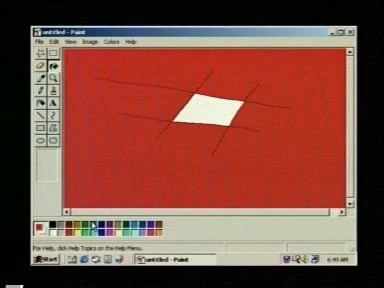 untitled - Paint
File Edit View Image Colors Help
A
For Help, click Help Topics on the Help Menu.
Start
untitled - Paint
6:49 AM